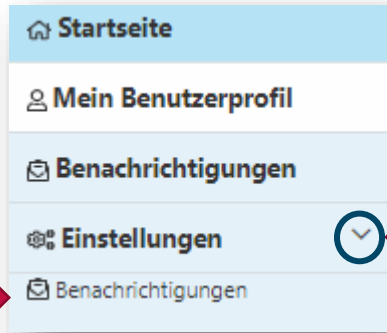 Startseite
Mein Benutzerprofil
Benachrichtigungen
Einstellungen
Benachrichtigungen